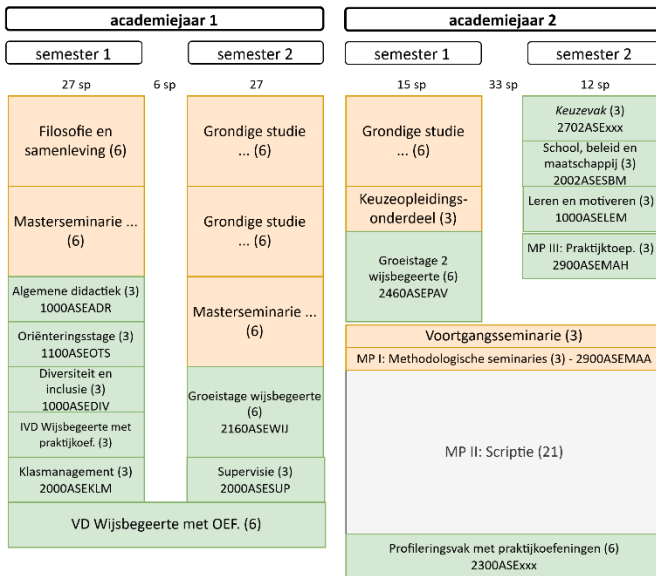 academiejaar 1
semester 1
semester 2
27 sp
6 sp
27
Filosofie en
samenleving (6)
Masterseminarie ...
(6)
Algemene didactiek (3)
1000ASEADR
Oriënteringsstage (3)
1100ASEOTS
Diversiteit en
inclusie (3)
1000ASEDIV
IVD Wijsbegeerte met
praktijkoef. (3)
Klasmanagement (3)
2000ASEKLM
Grondige studie
... (6)
Grondige studie
... (6)
Masterseminarie ...
(6)
Groeistage wijsbegeerte
(6)
2160ASEWIJ
Supervisie (3)
2000ASESUP
VD Wijsbegeerte met OEF. (6)
academiejaar 2
semester 1
semester 2
15 sp
33 sp
12 sp
Grondige studie
... (6)
Keuzeopleidings-
onderdeel (3)
Groeistage 2
wijsbegeerte (6)
2460ASEPAV
Keuzevak (3)
2702ASExxx
School, beleid en
maatschappij (3)
2002ASESBM
Leren en motiveren (3)
1000ASELEM
MP III: Praktijktoep. (3)
2900ASEMAH
Voortgangsseminarie (3)
MP I: Methodologische seminaries (3) - 2900ASEMAA
MP II: Scriptie (21)
Profileringsvak met praktijkoefeningen (6)
2300ASExxx